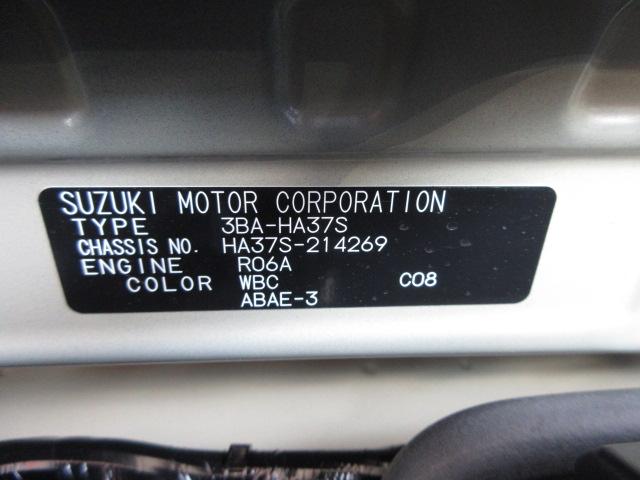 SUZUKI MOTOR CORPORATION
TYPE 3BA-HA37S
CHASSIS NO. HA37S-214269
ENGINE R06A
COLOR WBC C08
ABAE-3